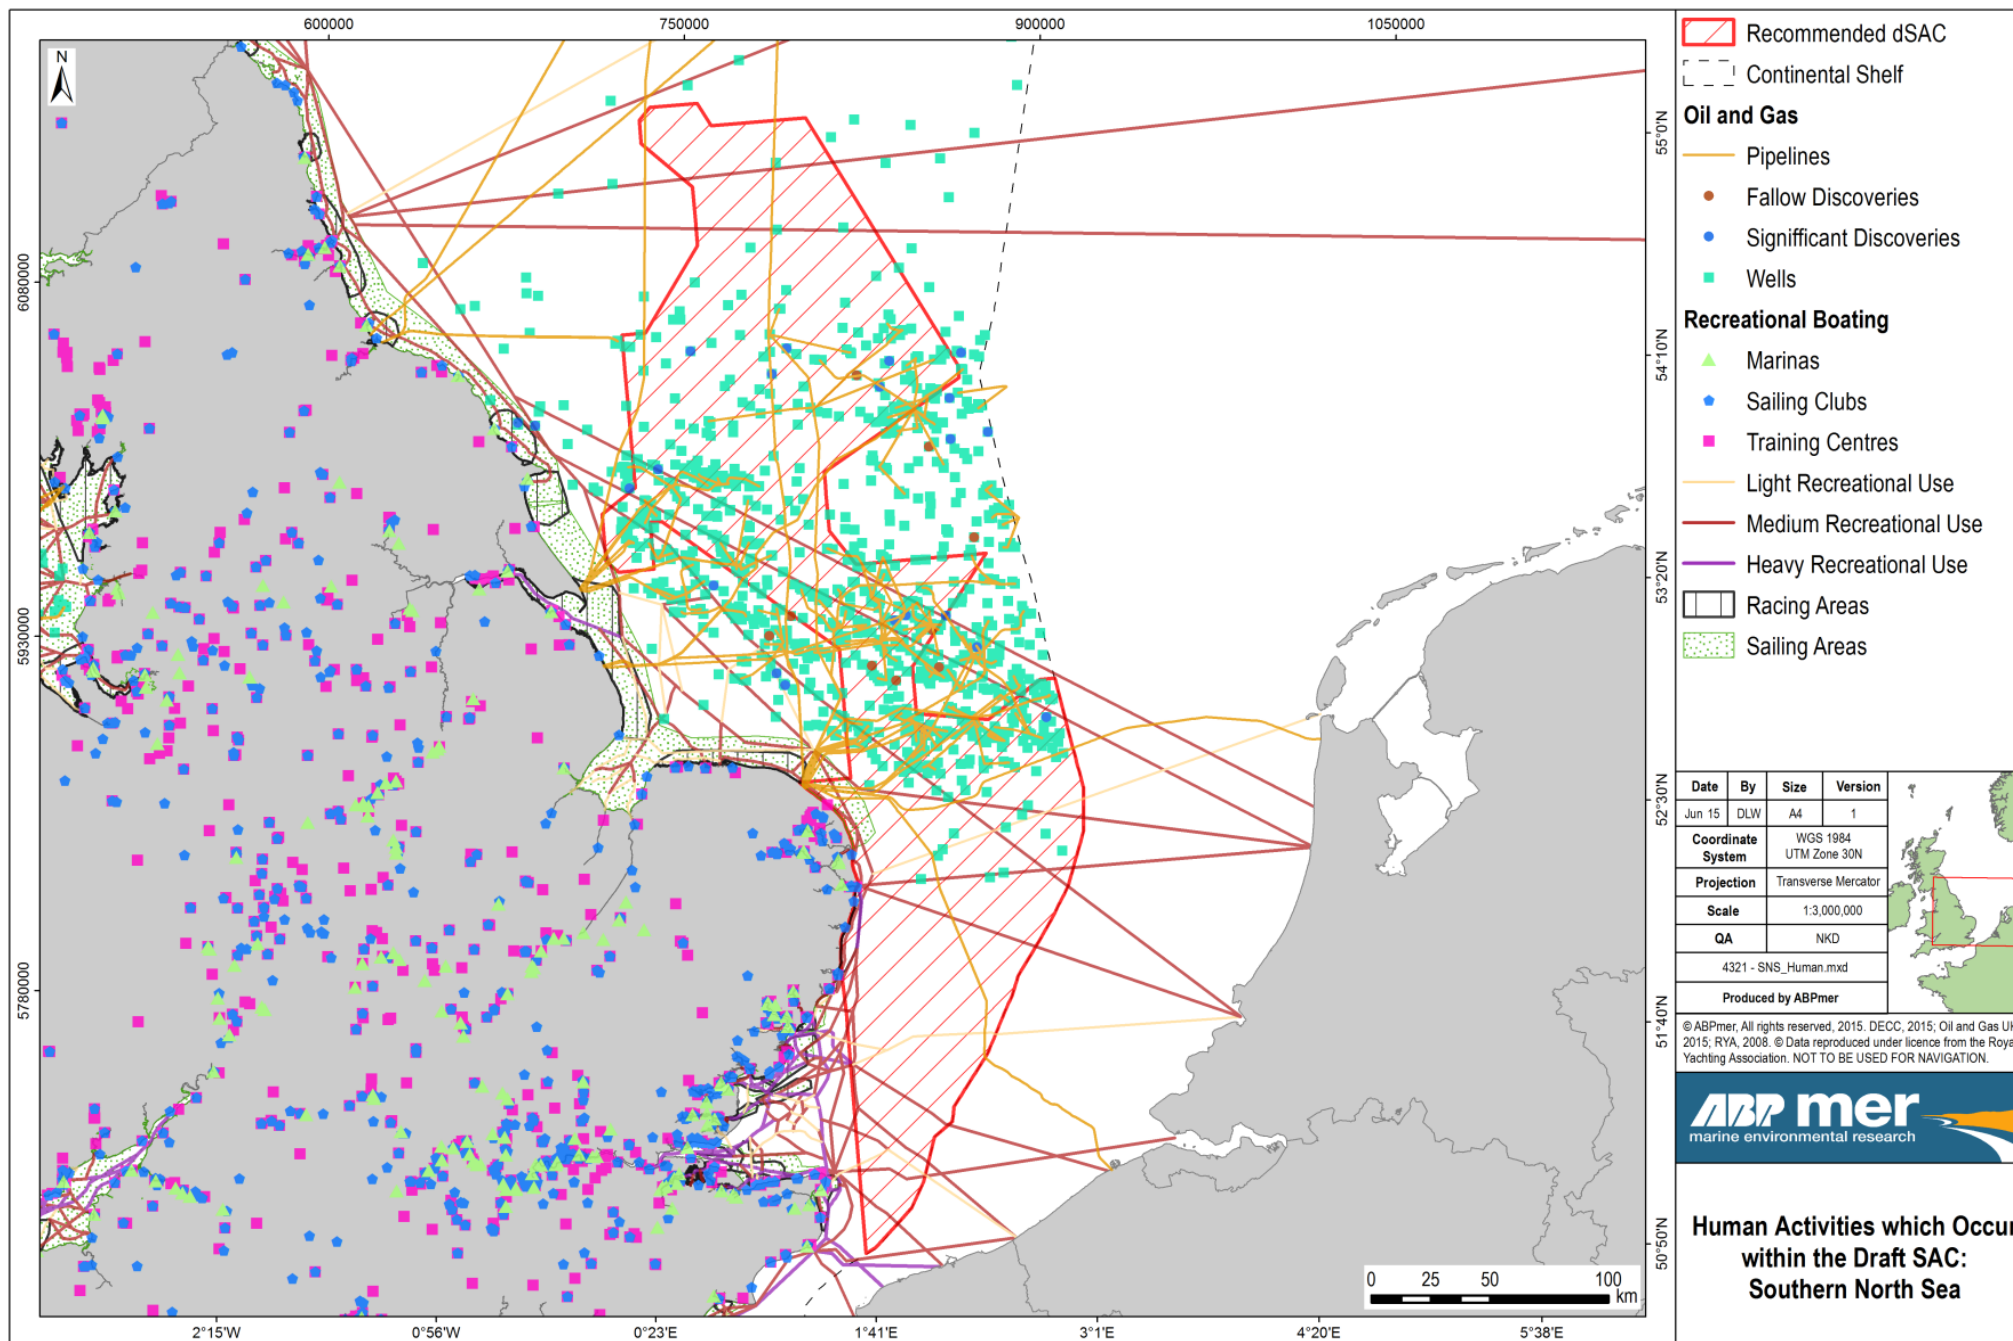 600000
750000
900000
1050000
N
6080000
5930000
5780000
55°0'N
54°10'N
53°20'N
52°30'N
51°40'N
50°50'N
2°15'W
0°56'W
0°23'E
1°41'E
3°1'E
4°20'E
5°38'E
0 25 50 100
km
Recommended dSAC
Continental Shelf
Oil and Gas
Pipelines
Fallow Discoveries
Signifficant Discoveries
Wells
Recreational Boating
Marinas
Sailing Clubs
Training Centres
Light Recreational Use
Medium Recreational Use
Heavy Recreational Use
Racing Areas
Sailing Areas
Date By Size Version
Jun 15 DLW A4 1
Coordinate System WGS 1984 UTM Zone 30N
Projection Transverse Mercator
Scale 1:3,000,000
QA NKD
4321 - SNS_Human.mxd
Produced by ABPmer
© ABPmer, All rights reserved, 2015. DECC, 2015; Oil and Gas UK
2015; RYA, 2008. © Data reproduced under licence from the Roya
Yachting Association. NOT TO BE USED FOR NAVIGATION.
ABP mer
marine environmental research
Human Activities which Occur
within the Draft SAC:
Southern North Sea